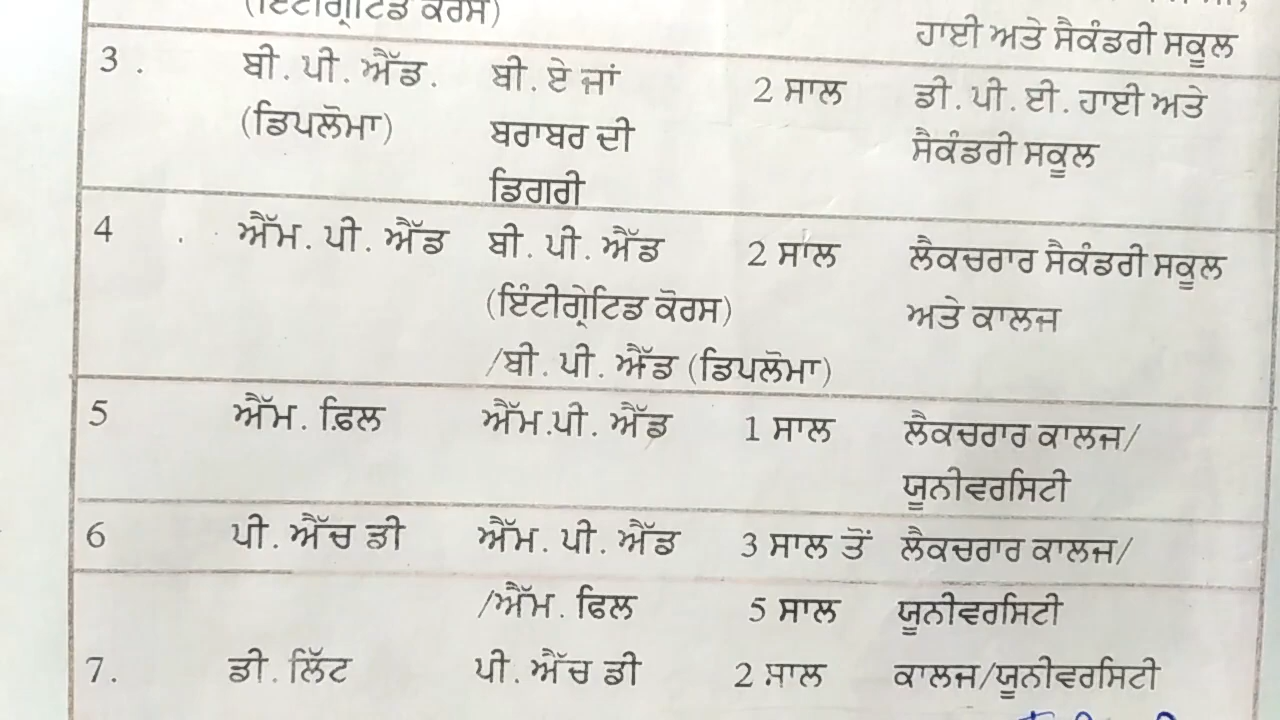 (ਇੰਟੀਗ੍ਰੇਟਿਡ ਕੋਰਸ)
ਹਾਈ ਅਤੇ ਸੈਕੰਡਰੀ ਸਕੂਲ
3 . ਬੀ. ਪੀ. ਐੱਡ. ਬੀ. ਏ ਜਾਂ 2 ਸਾਲ ਡੀ. ਪੀ. ਈ. ਹਾਈ ਅਤੇ
(ਡਿਪਲੋਮਾ) ਬਰਾਬਰ ਦੀ ਸੈਕੰਡਰੀ ਸਕੂਲ
ਡਿਗਰੀ
4 . ਐੱਮ. ਪੀ. ਐੱਡ ਬੀ. ਪੀ. ਐੱਡ 2 ਸਾਲ ਲੈਕਚਰਾਰ ਸੈਕੰਡਰੀ ਸਕੂਲ
(ਇੰਟੀਗ੍ਰੇਟਿਡ ਕੋਰਸ) ਅਤੇ ਕਾਲਜ
/ਬੀ. ਪੀ. ਐੱਡ (ਡਿਪਲੋਮਾ)
5 ਐੱਮ. ਫ਼ਿਲ ਐੱਮ.ਪੀ. ਐੱਡ 1 ਸਾਲ ਲੈਕਚਰਾਰ ਕਾਲਜ/
ਯੂਨੀਵਰਸਿਟੀ
6 ਪੀ. ਐੱਚ ਡੀ ਐੱਮ. ਪੀ. ਐੱਡ 3 ਸਾਲ ਤੋਂ ਲੈਕਚਰਾਰ ਕਾਲਜ/
/ਐੱਮ. ਫਿਲ 5 ਸਾਲ ਯੂਨੀਵਰਸਿਟੀ
7. ਡੀ. ਲਿੱਟ ਪੀ. ਐੱਚ ਡੀ 2 ਸਾਲ ਕਾਲਜ/ਯੂਨੀਵਰਸਿਟੀ